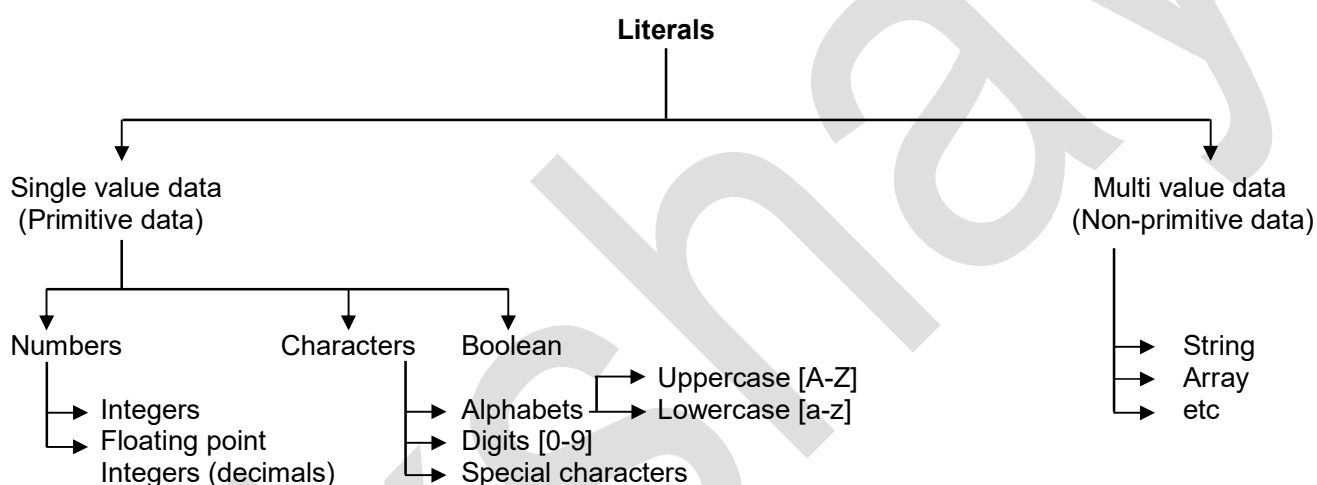 Literals
Single value data
(Primitive data)
Multi value data
(Non-primitive data)
Numbers
Characters
Boolean
Integers
Floating point
Integers (decimals)
Alphabets
Uppercase [A-Z]
Lowercase [a-z]
Digits [0-9]
Special characters
String
Array
etc